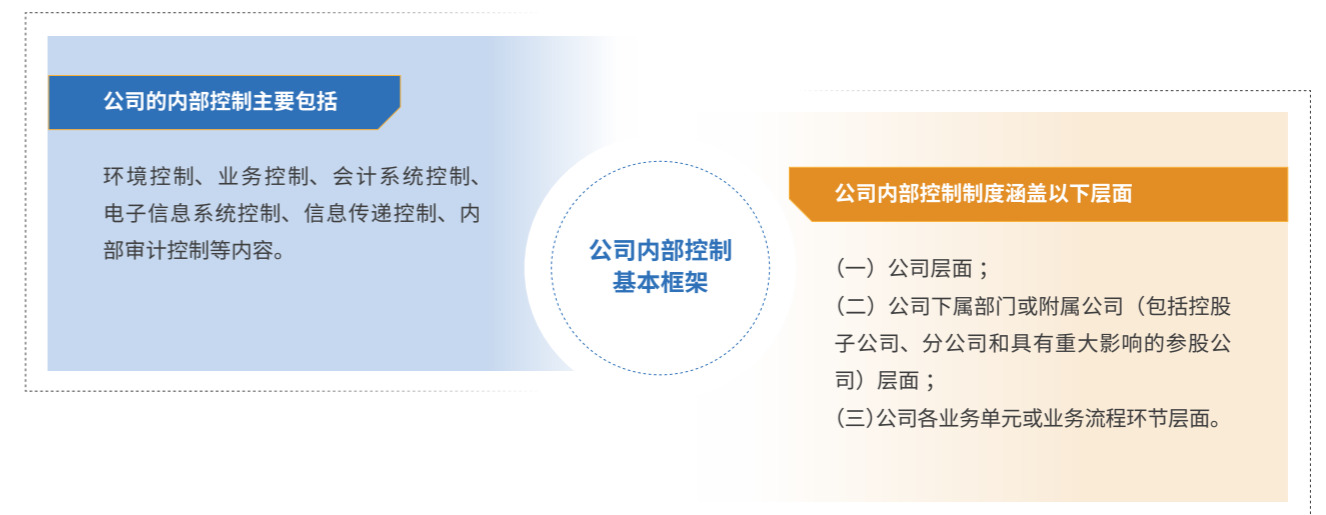 公司的内部控制主要包括
环境控制、业务控制、会计系统控制、
电子信息系统控制、信息传递控制、内
部审计控制等内容。
公司内部控制
基本框架
公司内部控制制度涵盖以下层面
（一）公司层面；
（二）公司下属部门或附属公司（包括控股
子公司、分公司和具有重大影响的参股公
司）层面；
（三）公司各业务单元或业务流程环节层面。